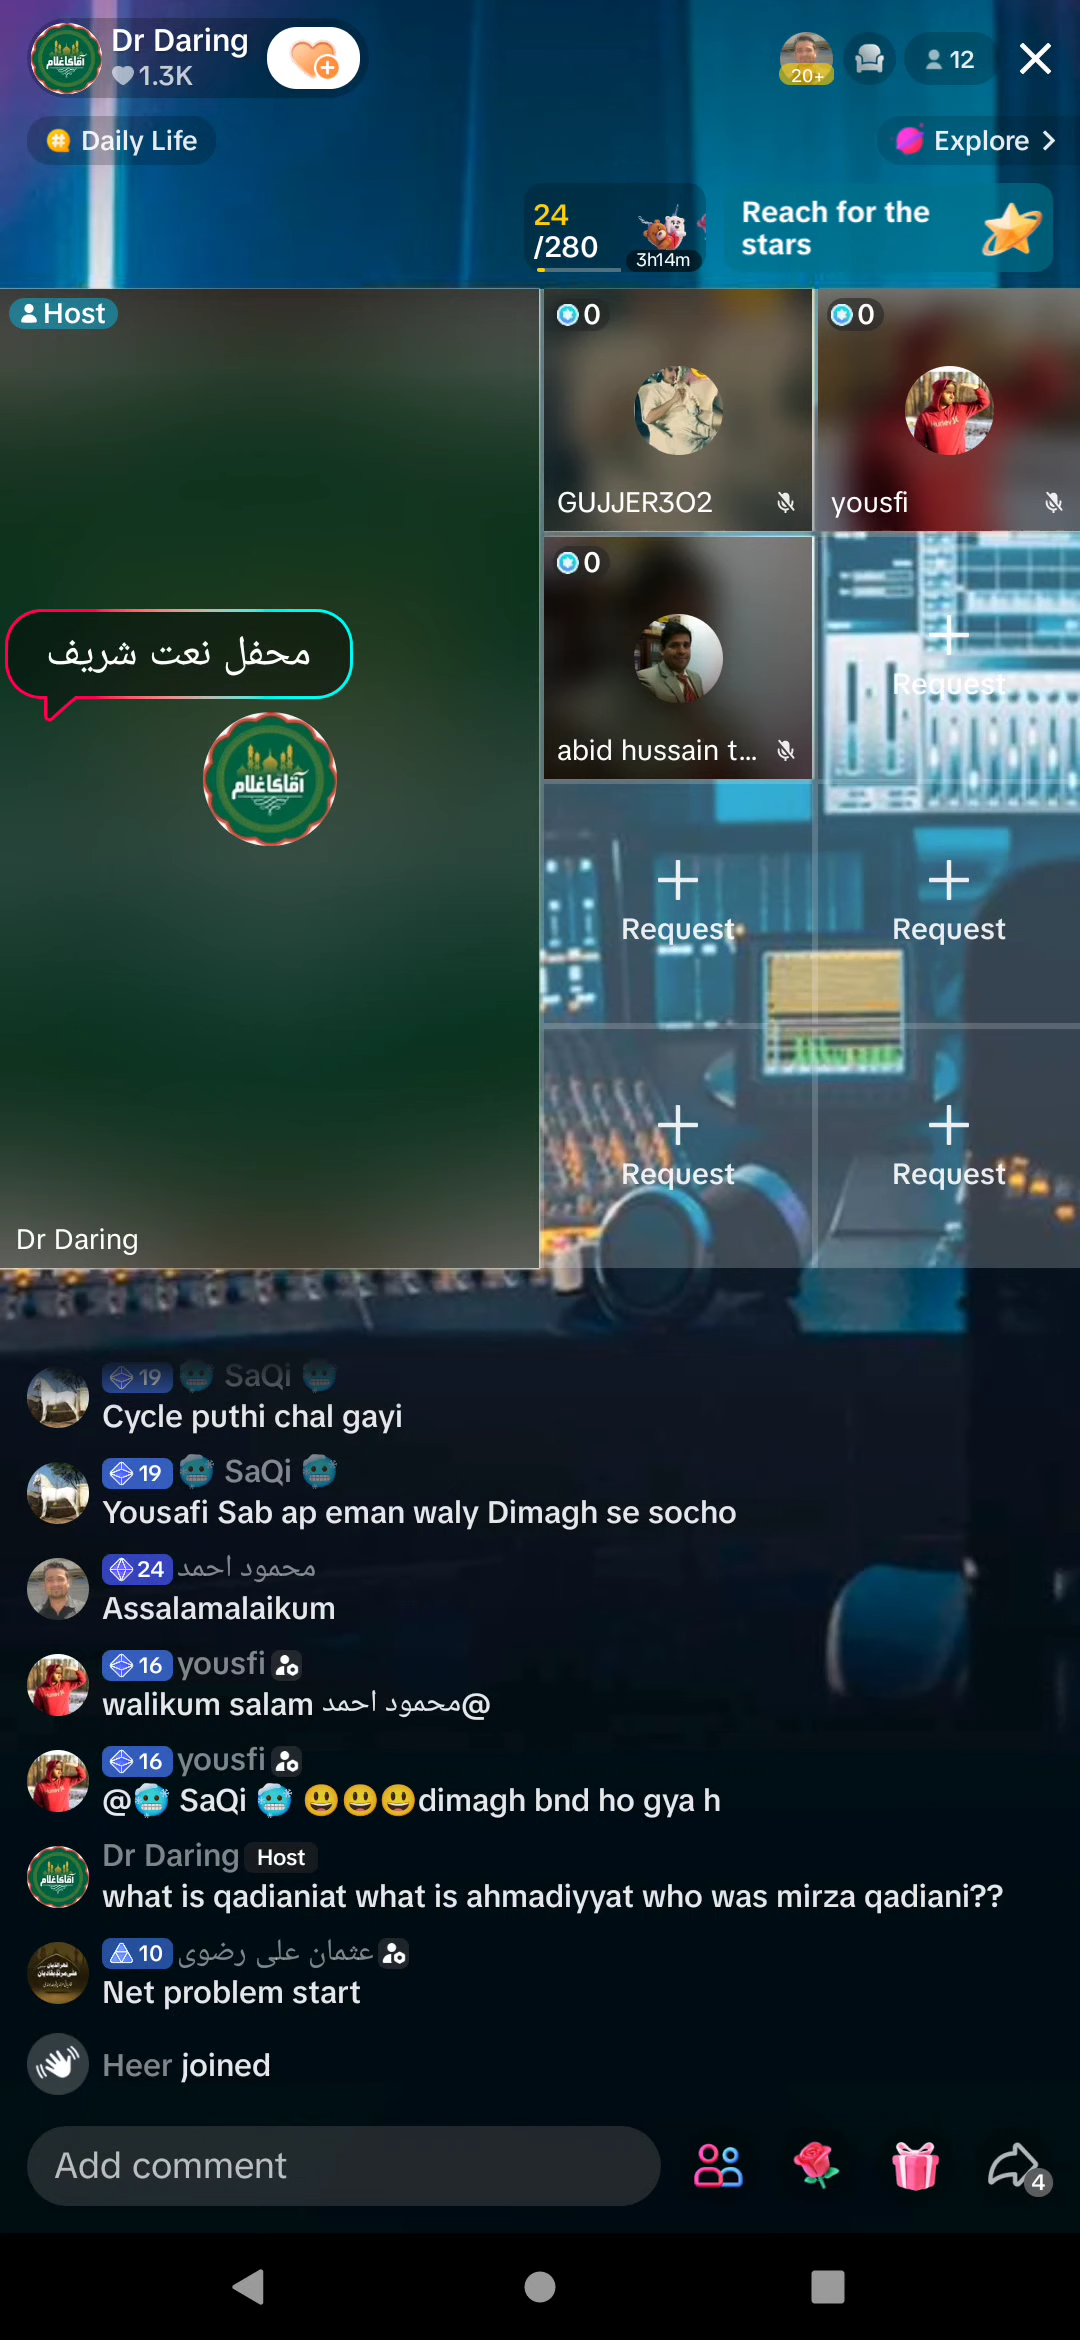 Dr Daring
1.3K
20+
12
Daily Life
Explore
24
/280
3h14m
Reach for the
stars
Host
0
0
GUJJER3O2
yousfi
محفل نعت شریف
آقا کا غلام
0
abid hussain t...
Request
Request
Request
Request
Request
Dr Daring
19 🥶 SaQi 🥶
Cycle puthi chal gayi
19 🥶 SaQi 🥶
Yousafi Sab ap eman waly Dimagh se socho
24 محمود احمد
Assalamalaikum
16 yousfi
walikum salam محمود احمد@
16 yousfi
@🥶 SaQi 🥶 😃😃😃dimagh bnd ho gya h
Dr Daring Host
what is qadianiat what is ahmadiyyat who was mirza qadiani??
10 عثمان علی رضوی
Net problem start
Heer joined
Add comment
4